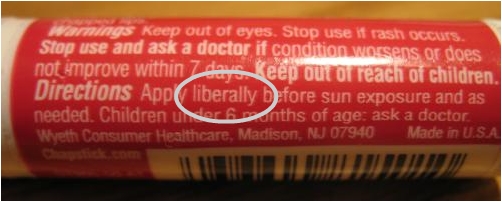 chapped lips.
Warnings Keep out of eyes. Stop use if rash occurs.
Stop use and ask a doctor if condition worsens or does
not improve within 7 days. Keep out of reach of children.
Directions Apply liberally before sun exposure and as
needed. Children under 6 months of age: ask a doctor.
Wyeth Consumer Healthcare, Madison, NJ 07940 Made in U.S.A.
Chapstick.com